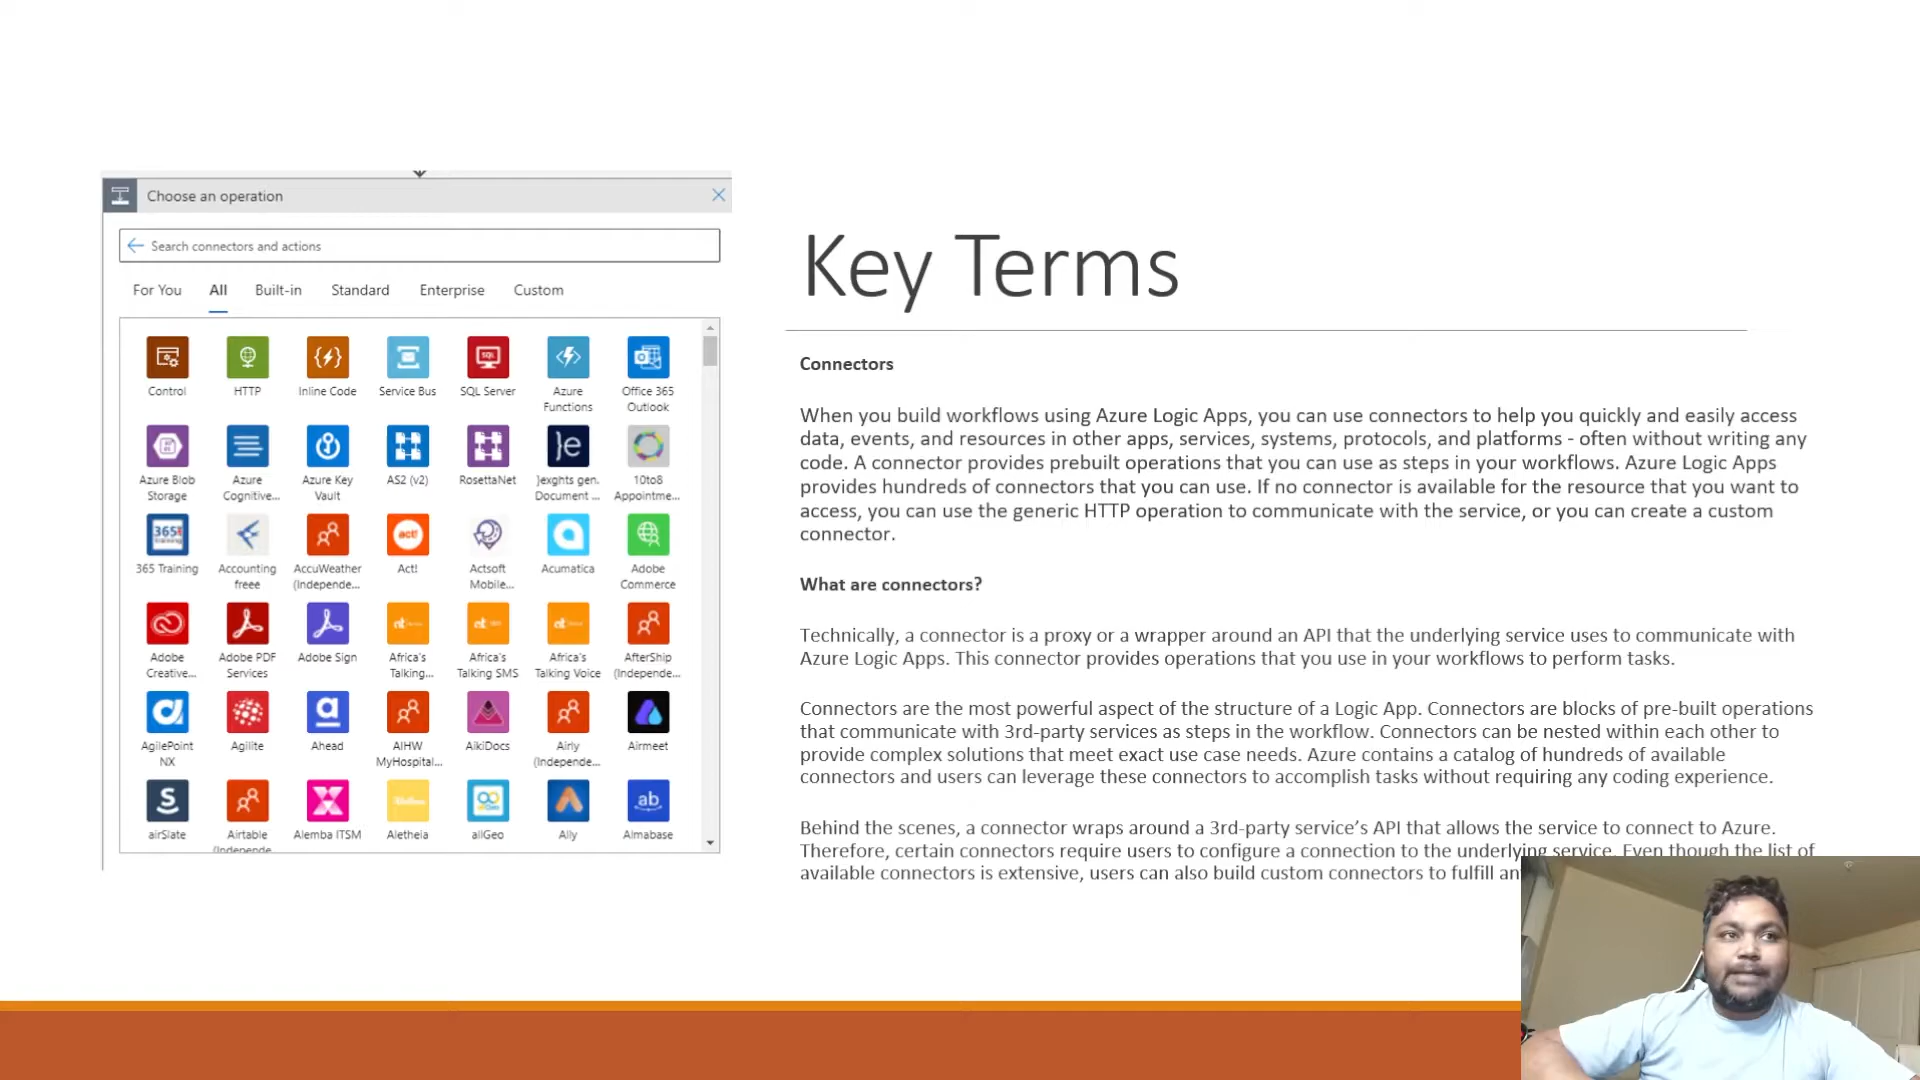 Choose an operation
Search connectors and actions
For You All Built-in Standard Enterprise Custom
Control HTTP Inline Code Service Bus SQL Server Azure Functions Office 365 Outlook
Azure Blob Storage Azure Cognitive... Azure Key Vault AS2 (v2) RosettaNet }exghts gen. Document ... 10to8 Appointme...
365 Training Accounting freee AccuWeather (Independe... Act! Actsoft Mobile... Acumatica Adobe Commerce
Adobe Creative... Adobe PDF Services Adobe Sign Africa's Talking... Africa's Talking SMS Africa's Talking Voice AfterShip (Independe...
AgilePoint NX Agilite Ahead AIHW MyHospital... AikiDocs Airly (Independe... Airmeet
airSlate Airtable (Independe Alemba ITSM Aletheia allGeo Ally Almabase
Key Terms
Connectors
When you build workflows using Azure Logic Apps, you can use connectors to help you quickly and easily access
data, events, and resources in other apps, services, systems, protocols, and platforms - often without writing any
code. A connector provides prebuilt operations that you can use as steps in your workflows. Azure Logic Apps
provides hundreds of connectors that you can use. If no connector is available for the resource that you want to
access, you can use the generic HTTP operation to communicate with the service, or you can create a custom
connector.
What are connectors?
Technically, a connector is a proxy or a wrapper around an API that the underlying service uses to communicate with
Azure Logic Apps. This connector provides operations that you use in your workflows to perform tasks.
Connectors are the most powerful aspect of the structure of a Logic App. Connectors are blocks of pre-built operations
that communicate with 3rd-party services as steps in the workflow. Connectors can be nested within each other to
provide complex solutions that meet exact use case needs. Azure contains a catalog of hundreds of available
connectors and users can leverage these connectors to accomplish tasks without requiring any coding experience.
Behind the scenes, a connector wraps around a 3rd-party service's API that allows the service to connect to Azure.
Therefore, certain connectors require users to configure a connection to the underlying service. Even though the list of
available connectors is extensive, users can also build custom connectors to fulfill an